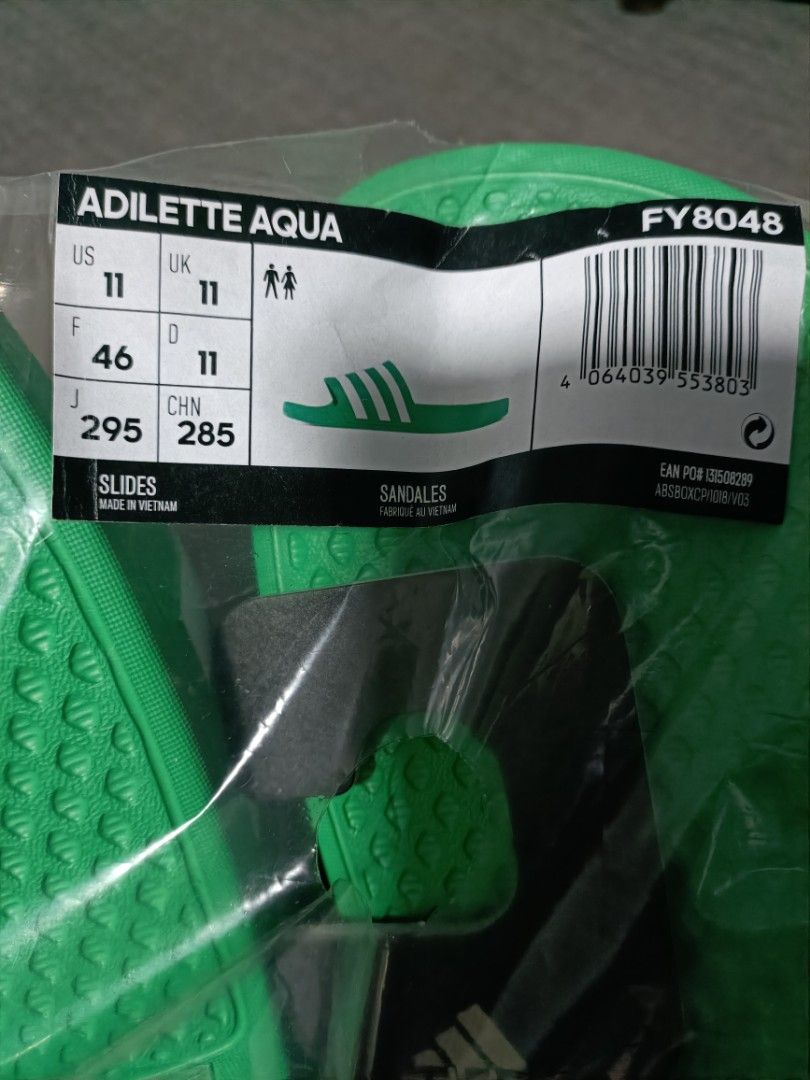 ADILETTE AQUA FY8048
US 11 UK 11
F 46 D 11
J 295 CHN 285
4 064039 553803
SLIDES SANDALES EAN PO# 131508289
MADE IN VIETNAM FABRIQUÉ AU VIETNAM ABSBOXCP/1018/V03